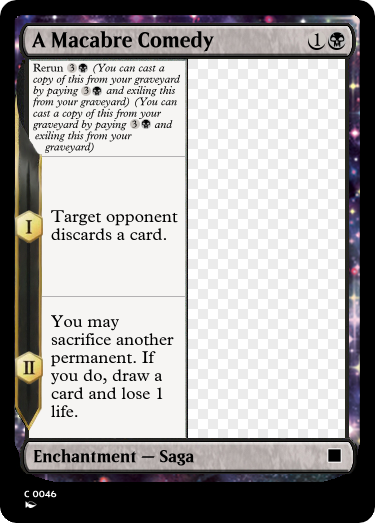 A Macabre Comedy 1
Rerun 3 (You can cast a
copy of this from your graveyard
by paying 3 and exiling this
from your graveyard) (You can
cast a copy of this from your
graveyard by paying 3 and
exiling this from your
graveyard)
I
Target opponent
discards a card.
II
You may
sacrifice another
permanent. If
you do, draw a
card and lose 1
life.
Enchantment — Saga
C 0046